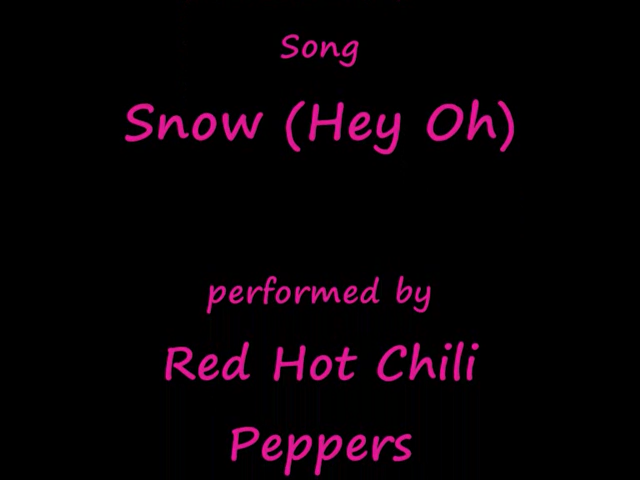 Song
Snow (Hey Oh)
performed by
Red Hot Chili
Peppers